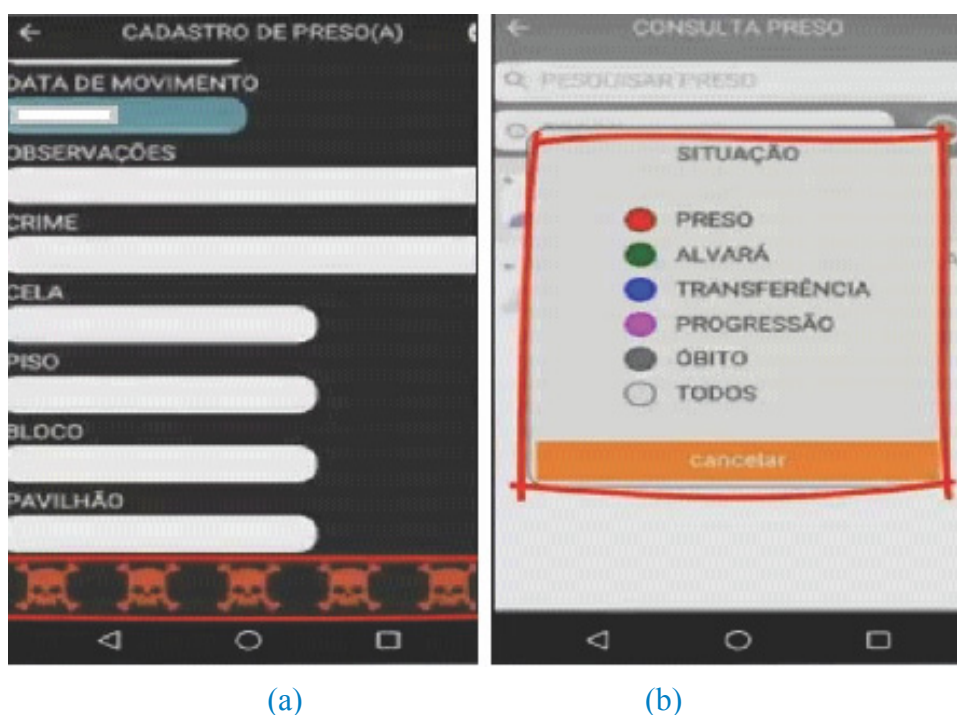 CADASTRO DE PRESO(A)
DATA DE MOVIMENTO
OBSERVAÇÕES
CRIME
CELA
PISO
BLOCO
PAVILHÃO
(a)
CONSULTA PRESO
PESQUISAR PRESO
SITUAÇÃO
PRESO
ALVARÁ
TRANSFERÊNCIA
PROGRESSÃO
ÓBITO
TODOS
cancelar
(b)